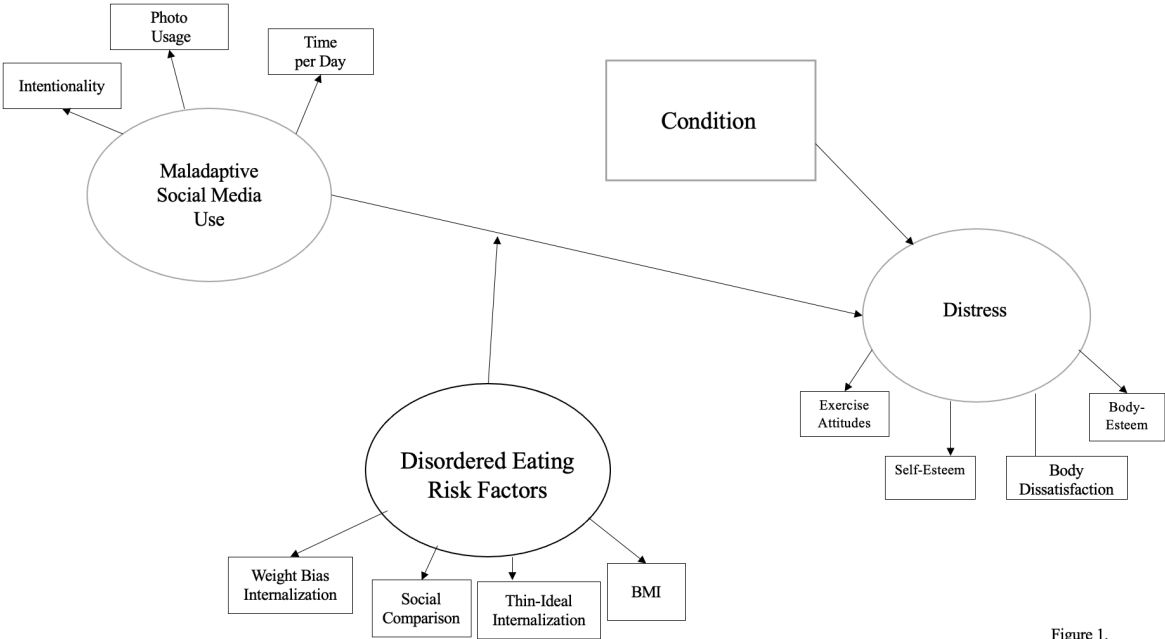 Photo
Usage
Time
per Day
Intentionality
Condition
Maladaptive
Social Media
Use
Distress
Exercise
Attitudes
Body-
Esteem
Self-Esteem
Body
Dissatisfaction
Disordered Eating
Risk Factors
Weight Bias
Internalization
Social
Comparison
Thin-Ideal
Internalization
BMI
Figure 1.